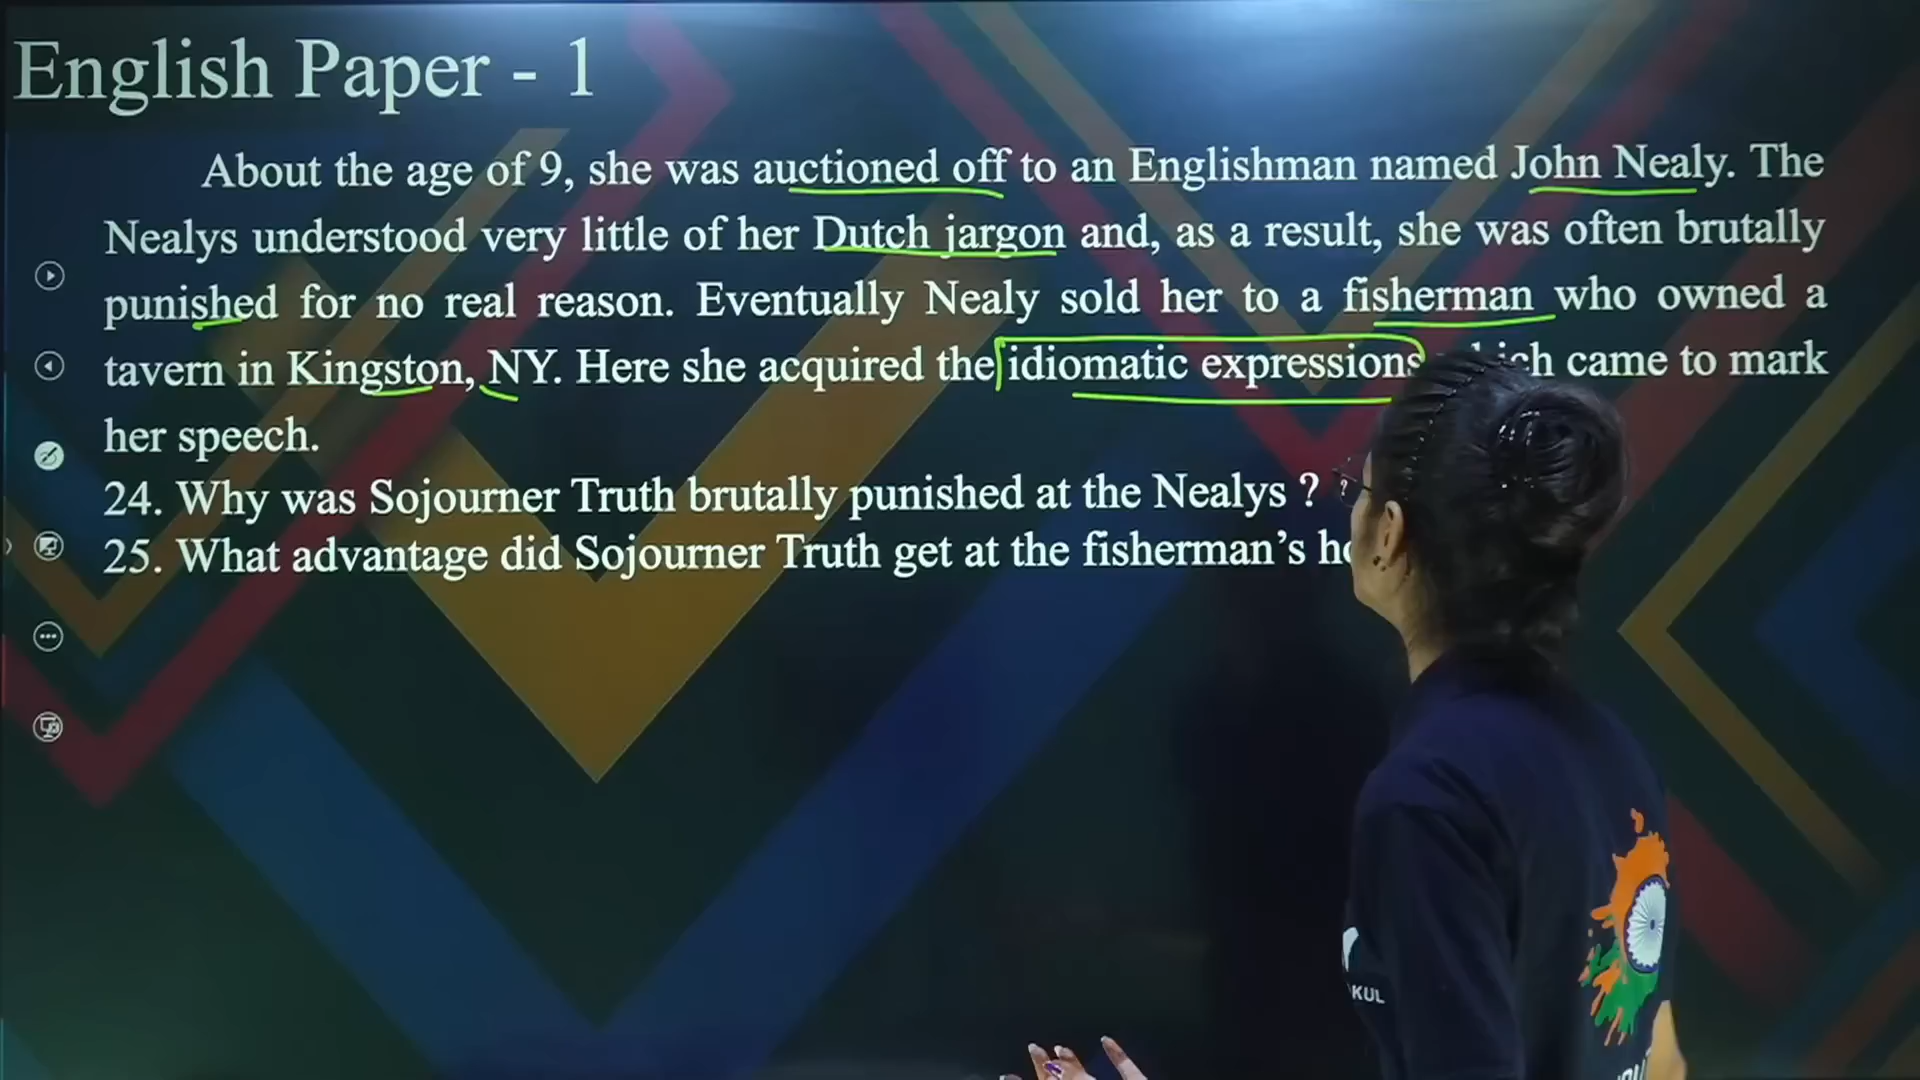 English Paper - 1
About the age of 9, she was auctioned off to an Englishman named John Nealy. The
Nealys understood very little of her Dutch jargon and, as a result, she was often brutally
punished for no real reason. Eventually Nealy sold her to a fisherman who owned a
tavern in Kingston, NY. Here she acquired the idiomatic expressions came to mark
her speech.
24. Why was Sojourner Truth brutally punished at the Nealys ?
25. What advantage did Sojourner Truth get at the fisherman’s
KUL